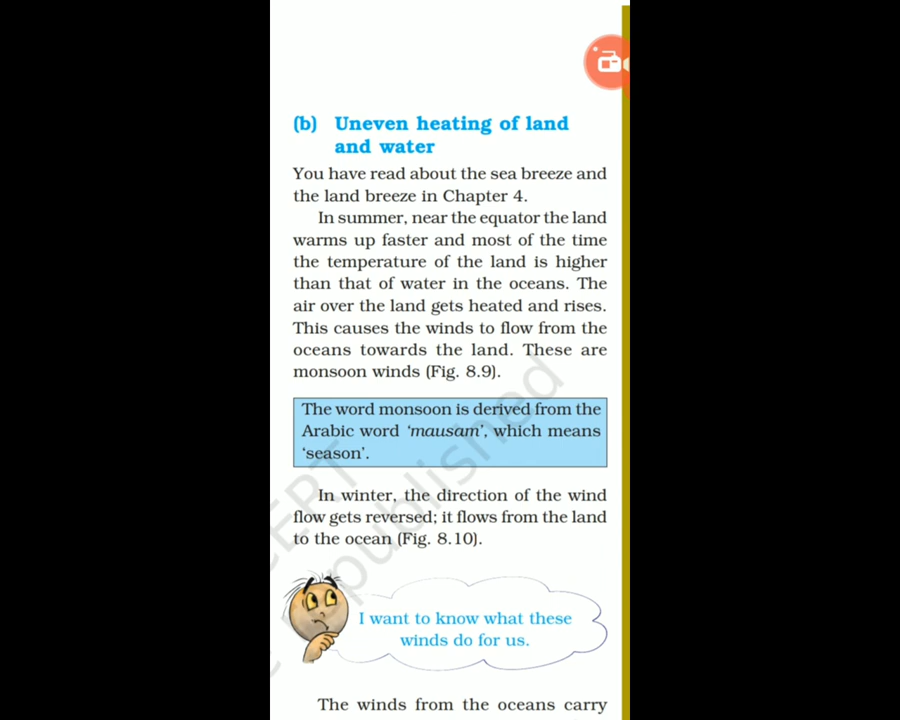 (b) Uneven heating of land
and water
You have read about the sea breeze and
the land breeze in Chapter 4.
In summer, near the equator the land
warms up faster and most of the time
the temperature of the land is higher
than that of water in the oceans. The
air over the land gets heated and rises.
This causes the winds to flow from the
oceans towards the land. These are
monsoon winds (Fig. 8.9).
The word monsoon is derived from the
Arabic word ‘mausam’, which means
‘season’.
In winter, the direction of the wind
flow gets reversed; it flows from the land
to the ocean (Fig. 8.10).
I want to know what these
winds do for us.
The winds from the oceans carry
published